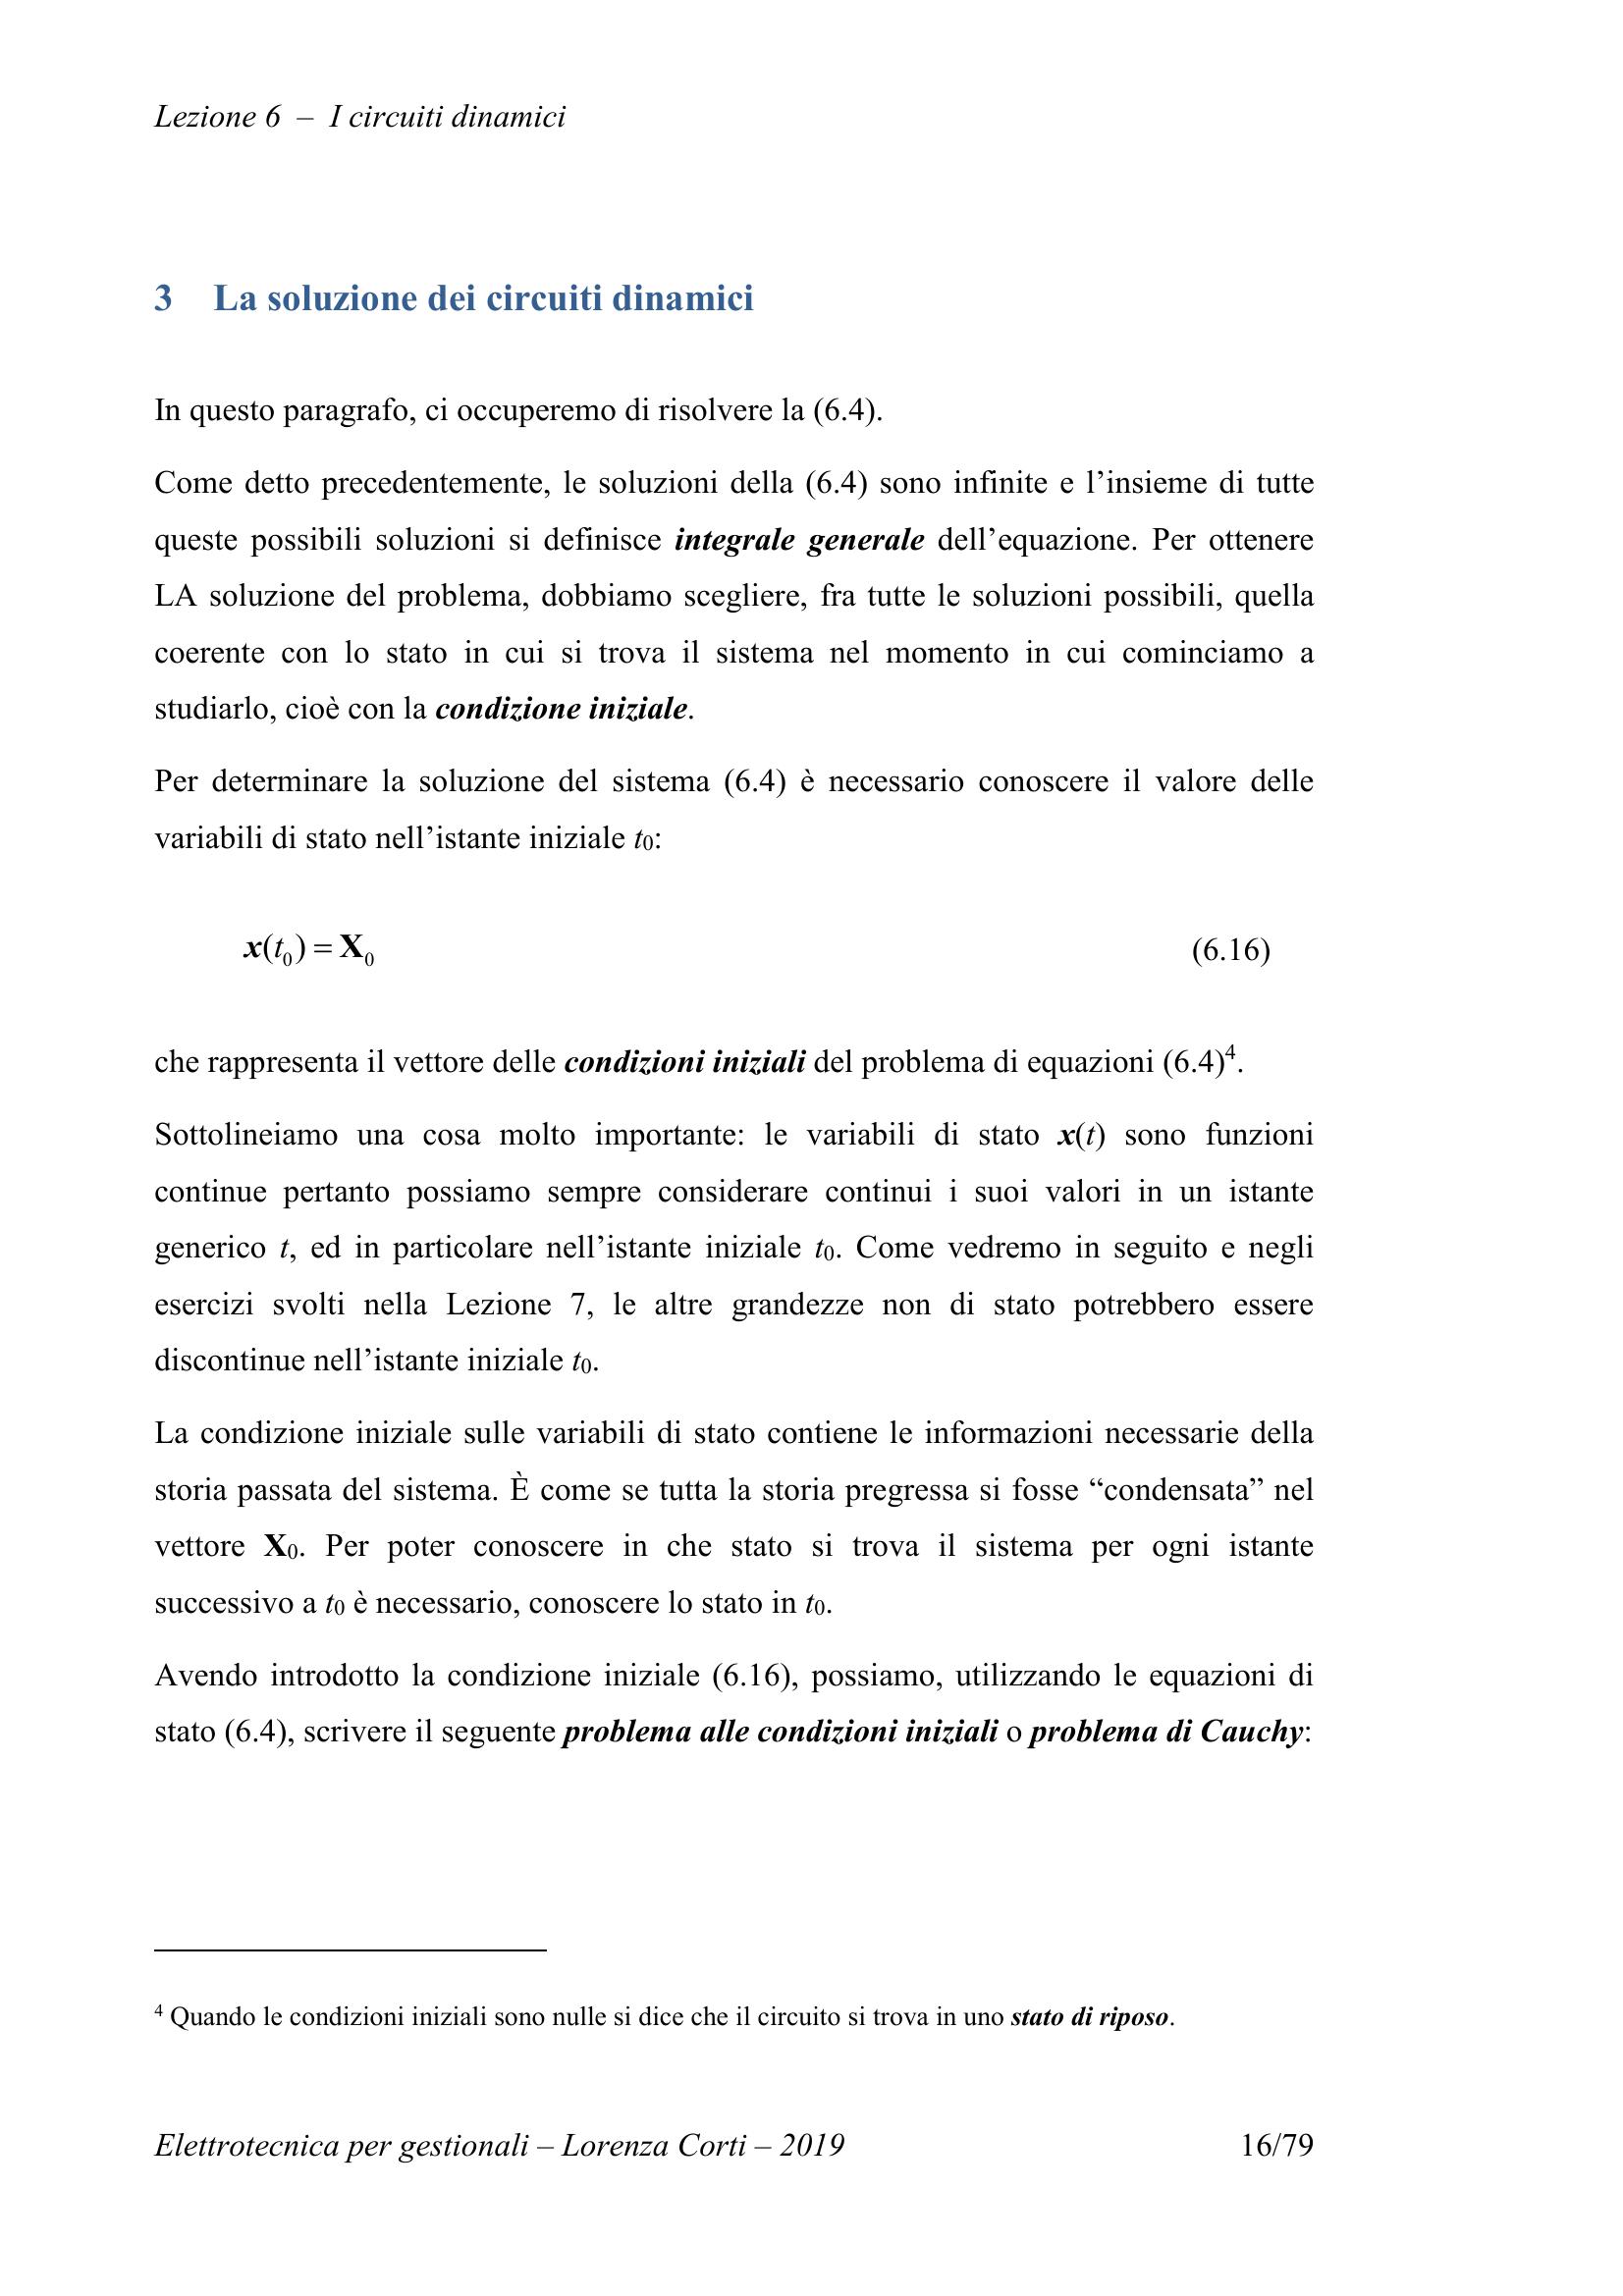 Lezione 6 – I circuiti dinamici
3 La soluzione dei circuiti dinamici
In questo paragrafo, ci occuperemo di risolvere la (6.4).
Come detto precedentemente, le soluzioni della (6.4) sono infinite e l’insieme di tutte
queste possibili soluzioni si definisce integrale generale dell’equazione. Per ottenere
LA soluzione del problema, dobbiamo scegliere, fra tutte le soluzioni possibili, quella
coerente con lo stato in cui si trova il sistema nel momento in cui cominciamo a
studiarlo, cioè con la condizione iniziale.
Per determinare la soluzione del sistema (6.4) è necessario conoscere il valore delle
variabili di stato nell’istante iniziale t0:
x(t0) = X0 (6.16)
che rappresenta il vettore delle condizioni iniziali del problema di equazioni (6.4)4.
Sottolineiamo una cosa molto importante: le variabili di stato x(t) sono funzioni
continue pertanto possiamo sempre considerare continui i suoi valori in un istante
generico t, ed in particolare nell’istante iniziale t0. Come vedremo in seguito e negli
esercizi svolti nella Lezione 7, le altre grandezze non di stato potrebbero essere
discontinue nell’istante iniziale t0.
La condizione iniziale sulle variabili di stato contiene le informazioni necessarie della
storia passata del sistema. È come se tutta la storia pregressa si fosse “condensata” nel
vettore X0. Per poter conoscere in che stato si trova il sistema per ogni istante
successivo a t0 è necessario, conoscere lo stato in t0.
Avendo introdotto la condizione iniziale (6.16), possiamo, utilizzando le equazioni di
stato (6.4), scrivere il seguente problema alle condizioni iniziali o problema di Cauchy:
4 Quando le condizioni iniziali sono nulle si dice che il circuito si trova in uno stato di riposo.
Elettrotecnica per gestionali – Lorenza Corti – 2019 16/79